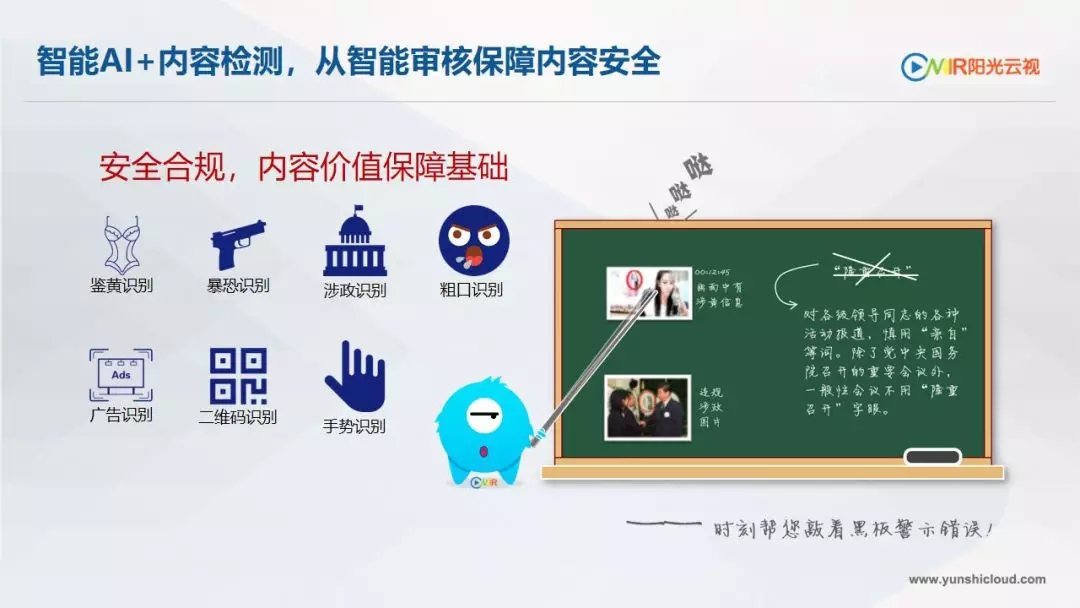 智能AI+内容检测，从智能审核保障内容安全
MIR阳光云视
安全合规，内容价值保障基础
鉴黄识别
暴恐识别
涉政识别
粗口识别
Ads
广告识别
二维码识别
手势识别
哒
哒
哒
00:12:45
画面中有
涉黄信息
违规
涉政
图片
“隆重召开”
对各级领导同志的各种
活动报道，慎用“亲自”
等词。除了党中央国务
院召开的重要会议外，
一般性会议不用“隆重
召开”字眼。
MIR
——时刻帮您敲着黑板警示错误！
www.yunshicloud.com